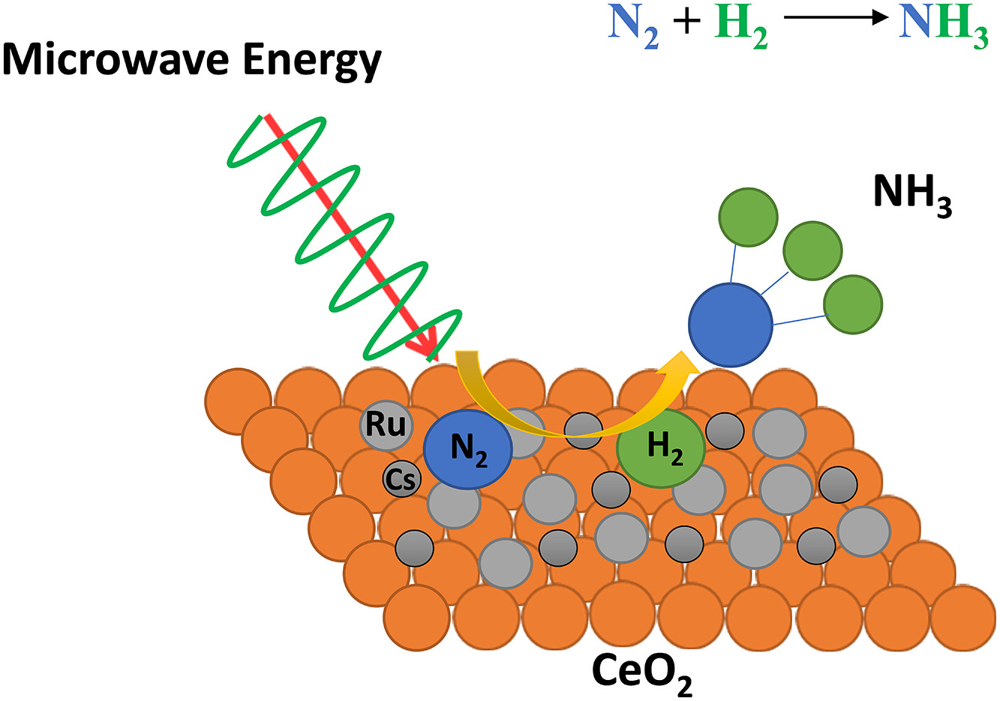 N₂ + H₂ → NH₃
Microwave Energy
NH₃
Ru
N₂
H₂
Cs
CeO₂